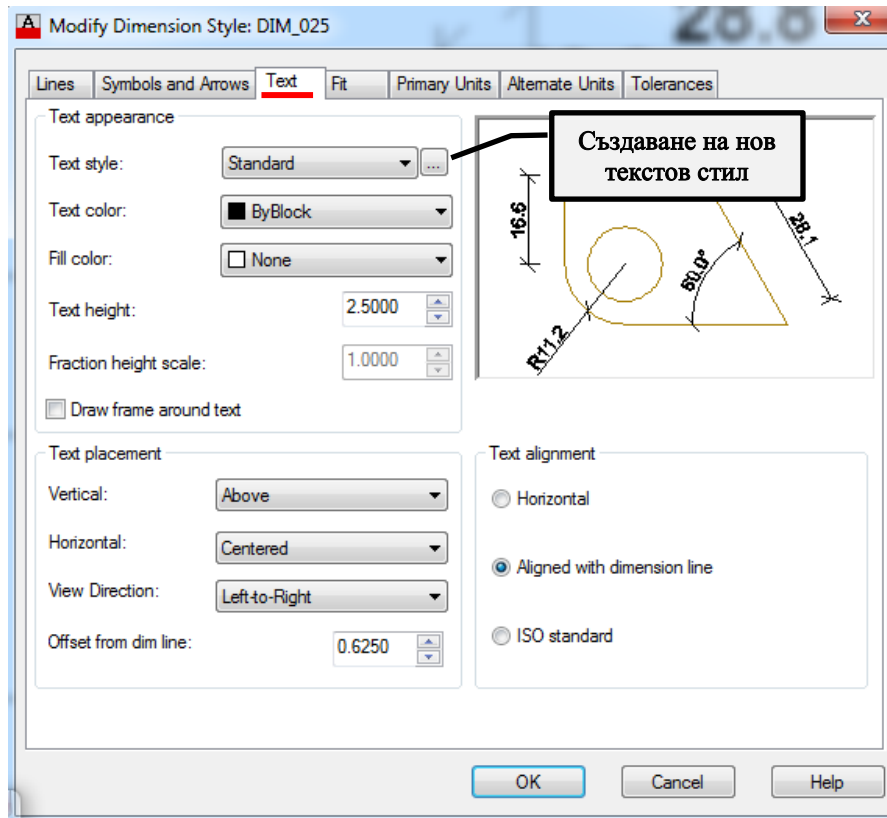 Modify Dimension Style: DIM_025
28.8
Lines Symbols and Arrows Text Fit Primary Units Alternate Units Tolerances
Text appearance
Text style: Standard ...
Text color: ByBlock
Fill color: None
Text height: 2.5000
Fraction height scale: 1.0000
Draw frame around text
Създаване на нов
текстов стил
16.6
28.1
60.0°
R11.2
Text placement
Vertical: Above
Horizontal: Centered
View Direction: Left-to-Right
Offset from dim line: 0.6250
Text alignment
Horizontal
Aligned with dimension line
ISO standard
OK Cancel Help